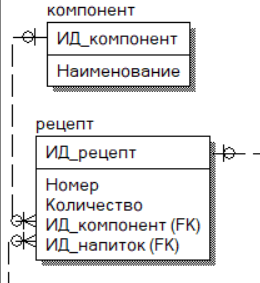 компонент
ИД_компонент
Наименование
рецепт
ИД_рецепт
Номер
Количество
ИД_компонент (FK)
ИД_напиток (FK)